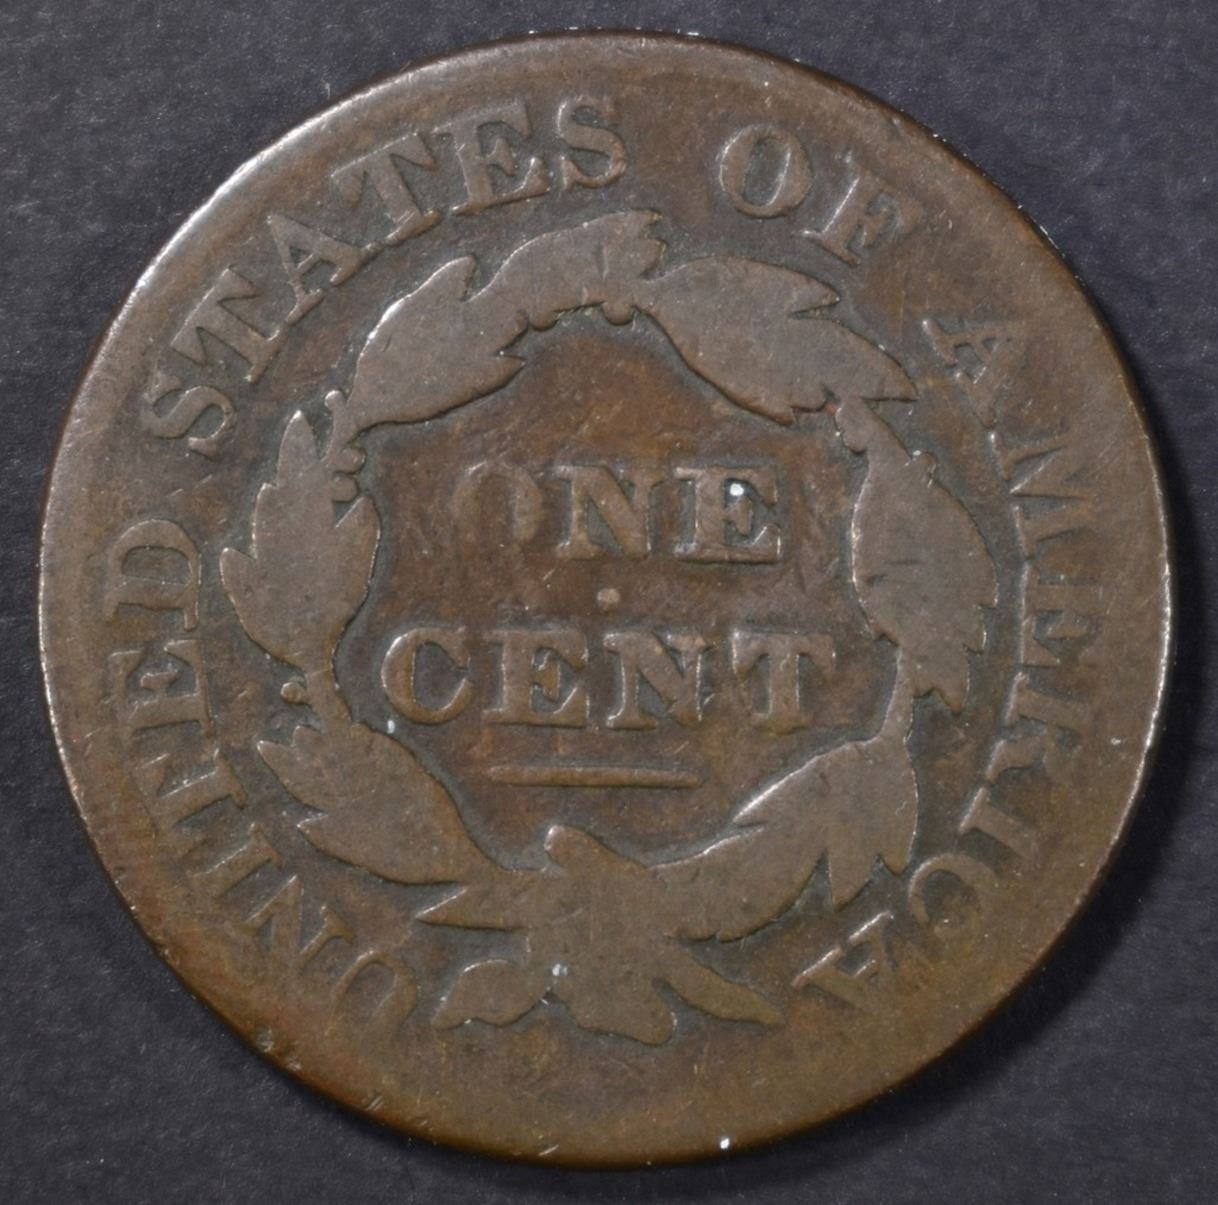 UNITED STATES OF AMERICA
ONE
CENT